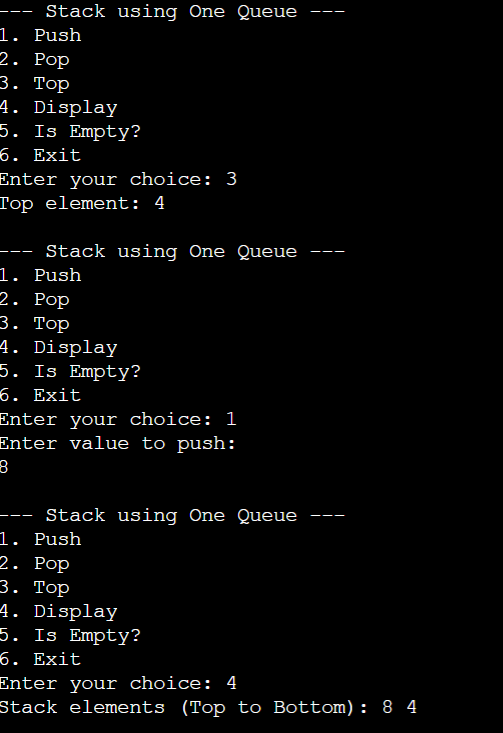 --- Stack using One Queue ---
1. Push
2. Pop
3. Top
4. Display
5. Is Empty?
6. Exit
Enter your choice: 3
Top element: 4
--- Stack using One Queue ---
1. Push
2. Pop
3. Top
4. Display
5. Is Empty?
6. Exit
Enter your choice: 1
Enter value to push:
8
--- Stack using One Queue ---
1. Push
2. Pop
3. Top
4. Display
5. Is Empty?
6. Exit
Enter your choice: 4
Stack elements (Top to Bottom): 8 4